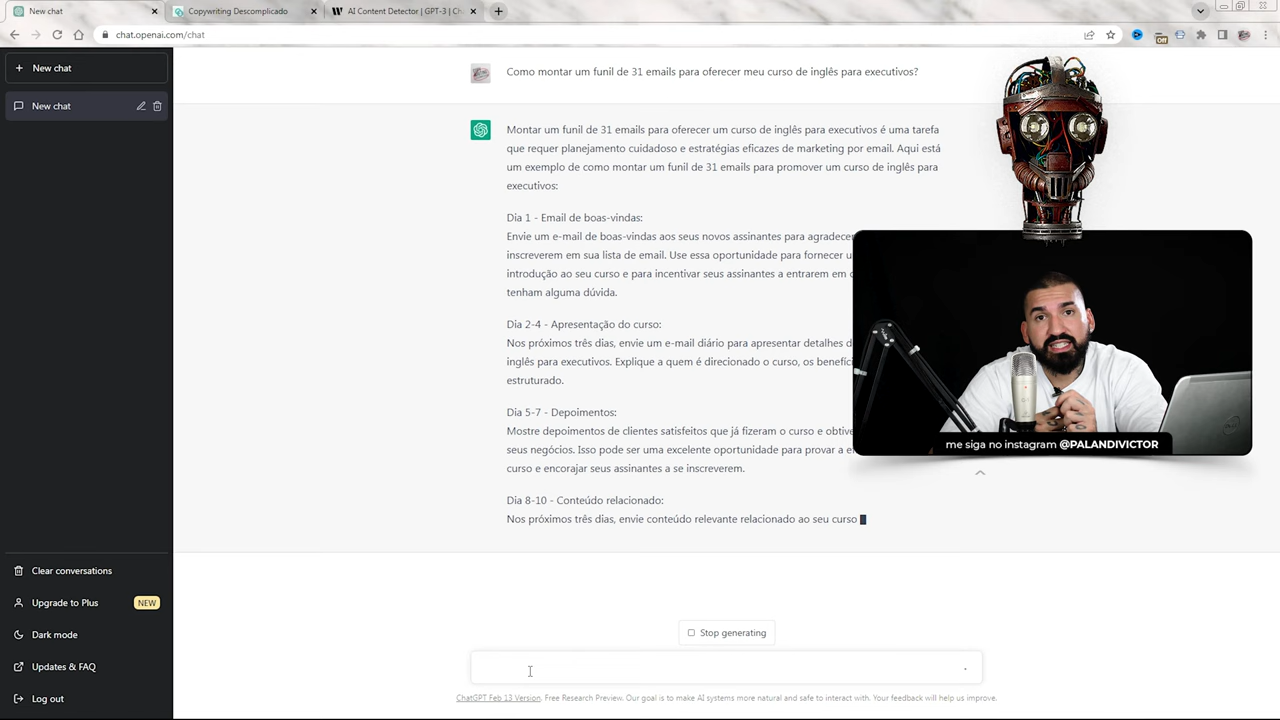 New chat
Copywriting Descomplicado
AI Content Detector | GPT-3 | Ch
chat.openai.com/chat
Off
New chat
New chat
Clear conversations
Upgrade to Plus
NEW
Dark mode
Updates & FAQ
Log out
Como montar um funil de 31 emails para oferecer meu curso de inglês para executivos?
Montar um funil de 31 emails para oferecer um curso de inglês para executivos é uma tarefa
que requer planejamento cuidadoso e estratégias eficazes de marketing por email. Aqui está
um exemplo de como montar um funil de 31 emails para promover um curso de inglês para
executivos:
Dia 1 - Email de boas-vindas:
Envie um e-mail de boas-vindas aos seus novos assinantes para agradecer
inscreverem em sua lista de email. Use essa oportunidade para fornecer u
introdução ao seu curso e para incentivar seus assinantes a entrarem em c
tenham alguma dúvida.
Dia 2-4 - Apresentação do curso:
Nos próximos três dias, envie um e-mail diário para apresentar detalhes d
inglês para executivos. Explique a quem é direcionado o curso, os benefíci
estruturado.
Dia 5-7 - Depoimentos:
Mostre depoimentos de clientes satisfeitos que já fizeram o curso e obtive
seus negócios. Isso pode ser uma excelente oportunidade para provar a ef
curso e encorajar seus assinantes a se inscreverem.
Dia 8-10 - Conteúdo relacionado:
Nos próximos três dias, envie conteúdo relevante relacionado ao seu curso
me siga no instagram @PALANDIVICTOR
Stop generating
ChatGPT Feb 13 Version. Free Research Preview. Our goal is to make AI systems more natural and safe to interact with. Your feedback will help us improve.